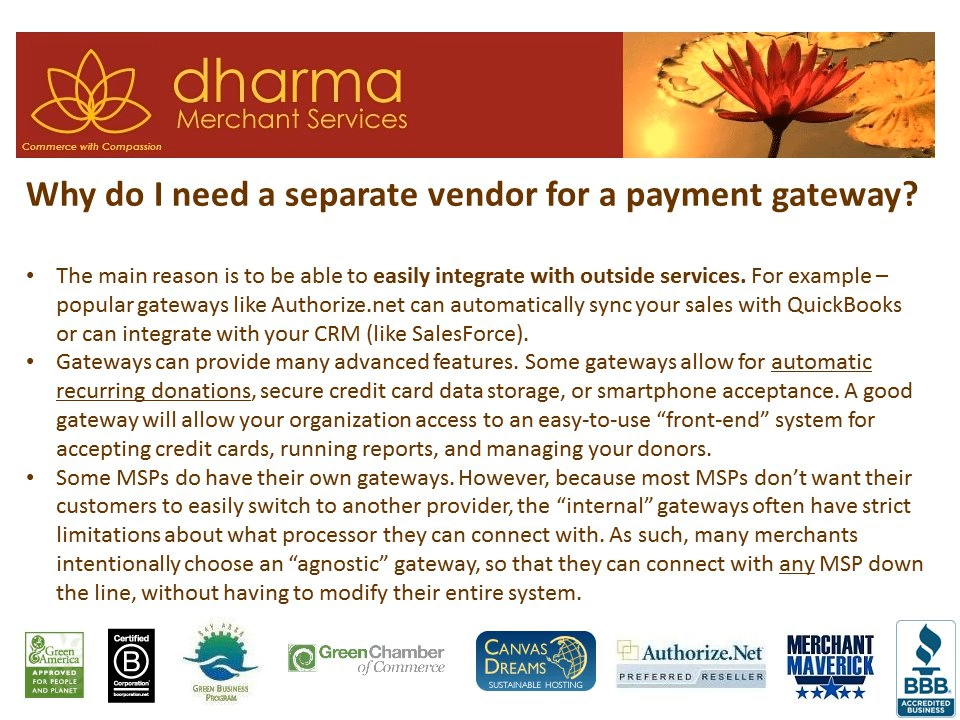 dharma
Merchant Services
Commerce with Compassion
Why do I need a separate vendor for a payment gateway?
• The main reason is to be able to easily integrate with outside services. For example –
popular gateways like Authorize.net can automatically sync your sales with QuickBooks
or can integrate with your CRM (like SalesForce).
• Gateways can provide many advanced features. Some gateways allow for automatic
recurring donations, secure credit card data storage, or smartphone acceptance. A good
gateway will allow your organization access to an easy-to-use “front-end” system for
accepting credit cards, running reports, and managing your donors.
• Some MSPs do have their own gateways. However, because most MSPs don’t want their
customers to easily switch to another provider, the “internal” gateways often have strict
limitations about what processor they can connect with. As such, many merchants
intentionally choose an “agnostic” gateway, so that they can connect with any MSP down
the line, without having to modify their entire system.
Green
America
APPROVED
FOR PEOPLE
AND PLANET
Certified
B
Corporation
bcorporation.net
BAY AREA
GREEN BUSINESS
PROGRAM
GreenChamber
of Commerce
CANVAS
DREAMS
SUSTAINABLE HOSTING
Authorize.Net
PREFERRED RESELLER
MERCHANT
MAVERICK
BBB
ACCREDITED
BUSINESS